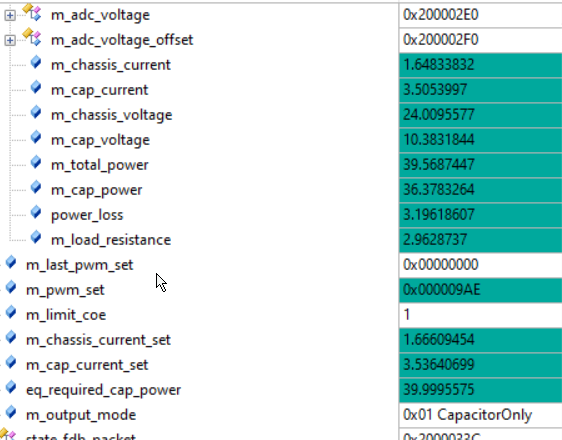 m_adc_voltage 0x200002E0
m_adc_voltage_offset 0x200002F0
m_chassis_current 1.64833832
m_cap_current 3.5053997
m_chassis_voltage 24.0095577
m_cap_voltage 10.3831844
m_total_power 39.5687447
m_cap_power 36.3783264
power_loss 3.19618607
m_load_resistance 2.9628737
m_last_pwm_set 0x00000000
m_pwm_set 0x000009AE
m_limit_coe 1
m_chassis_current_set 1.66609454
m_cap_current_set 3.53640699
eq_required_cap_power 39.9995575
m_output_mode 0x01 CapacitorOnly
state_fdb_packet 0x2000033C